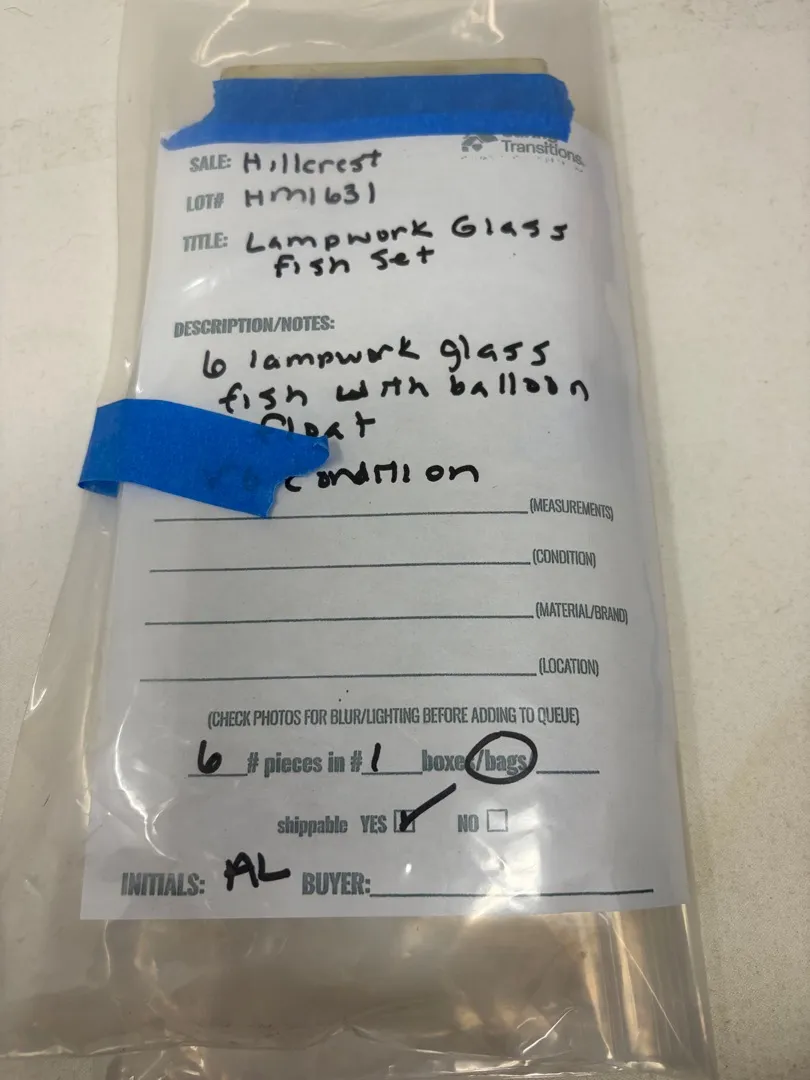 Transitions
SALE: Hillcrest
LOT# HM1631
TITLE: Lampwork Glass
fish set
DESCRIPTION/NOTES:
6 lampwork glass
fish with balloon
float
condition
(MEASUREMENTS)
(CONDITION)
(MATERIAL/BRAND)
(LOCATION)
(CHECK PHOTOS FOR BLUR/LIGHTING BEFORE ADDING TO QUEUE)
6 # pieces in # 1 boxes/bags
shippable YES NO
INITIALS: AL BUYER: